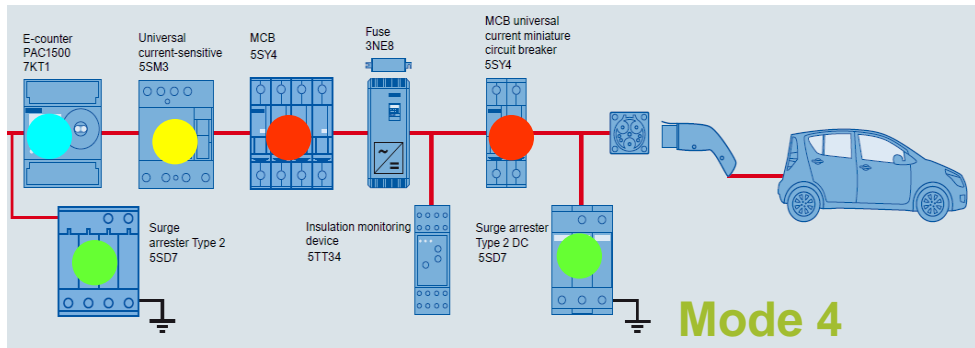 E-counter
PAC1500
7KT1
Universal
current-sensitive
5SM3
MCB
5SY4
Fuse
3NE8
MCB universal
current miniature
circuit breaker
5SY4
Surge
arrester Type 2
5SD7
Insulation monitoring
device
5TT34
Surge arrester
Type 2 DC
5SD7
Mode 4